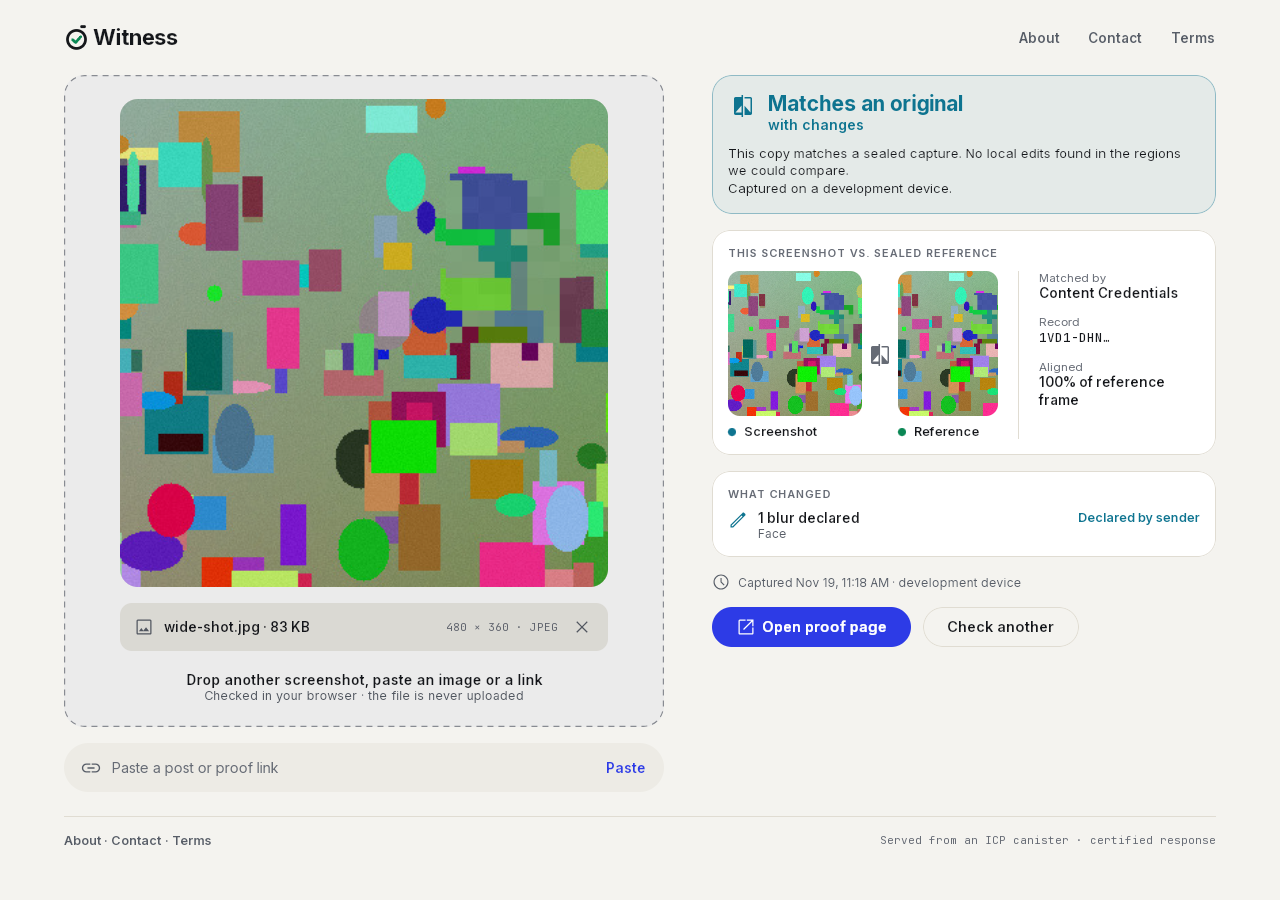 Witness
About
Contact
Terms
Matches an original
with changes
This copy matches a sealed capture. No local edits found in the regions
we could compare.
Captured on a development device.
THIS SCREENSHOT VS. SEALED REFERENCE
Screenshot
Reference
Matched by
Content Credentials
Record
1VD1-DHN…
Aligned
100% of reference
frame
WHAT CHANGED
1 blur declared
Face
Declared by sender
Captured Nov 19, 11:18 AM · development device
Open proof page
Check another
wide-shot.jpg · 83 KB
480 × 360 · JPEG
Drop another screenshot, paste an image or a link
Checked in your browser · the file is never uploaded
Paste a post or proof link
Paste
About · Contact · Terms
Served from an ICP canister · certified response